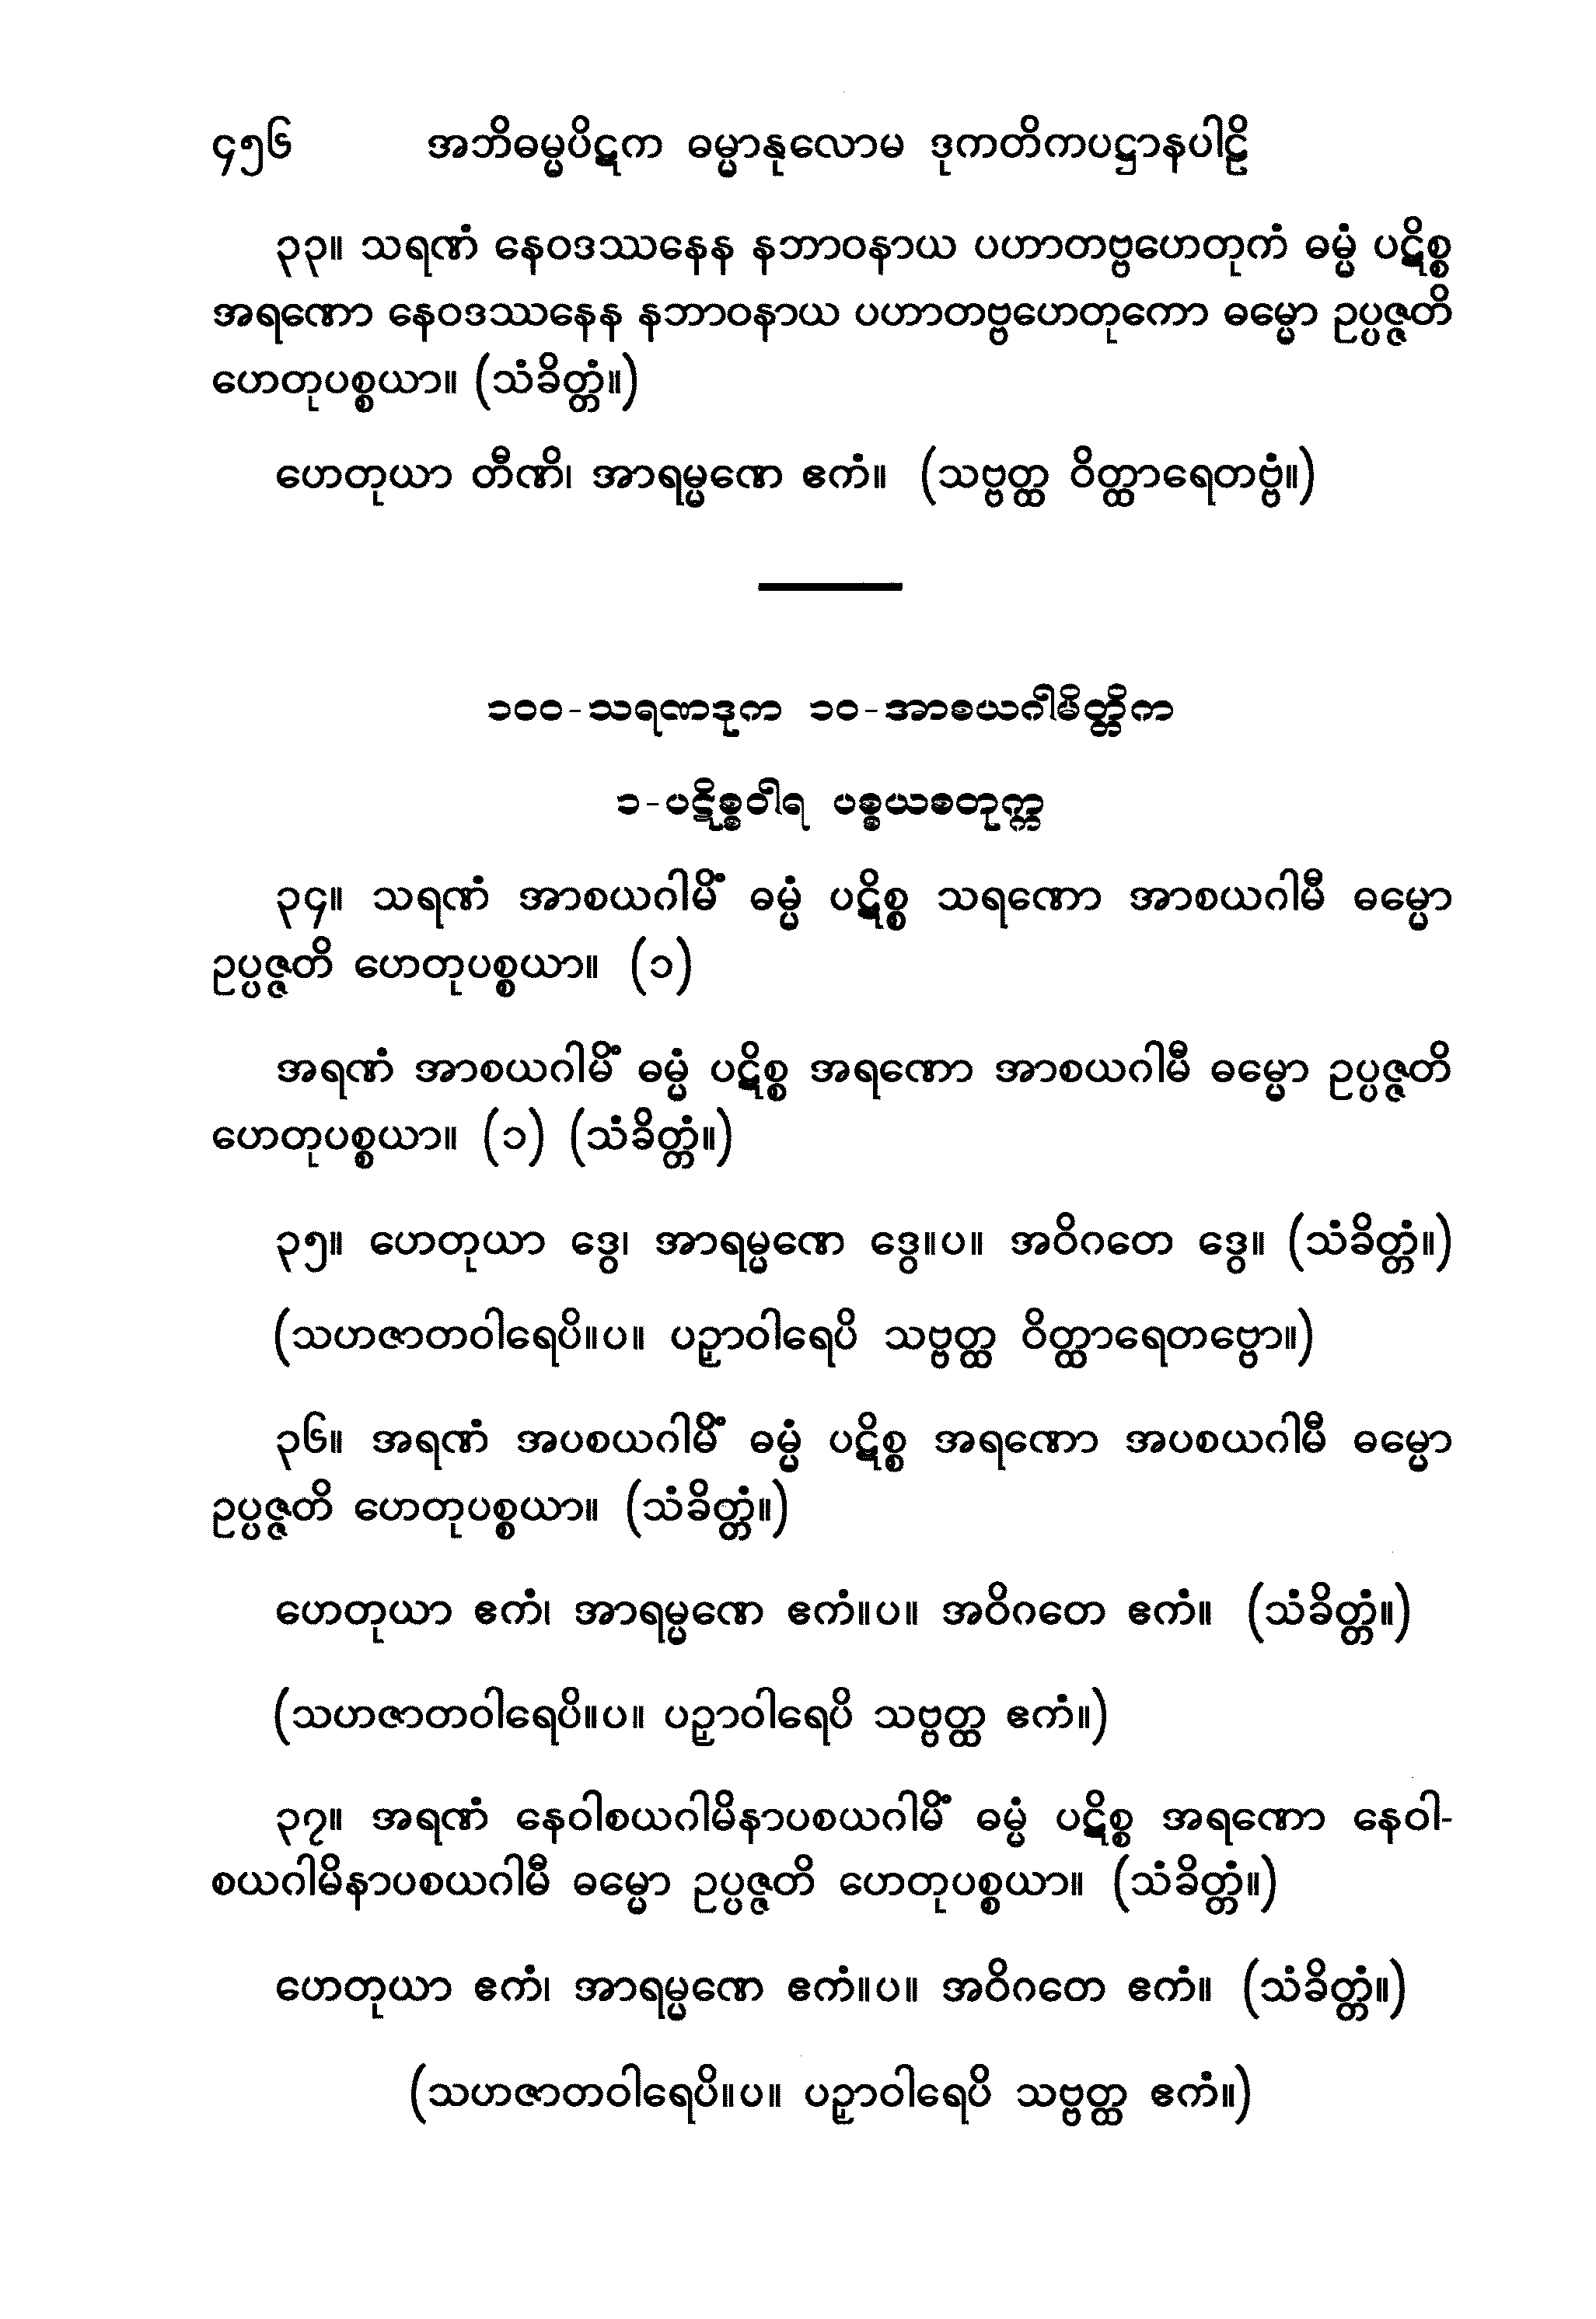 ၄၅၆ အဘိဓမ္မပိဋက ဓမ္မာနုလောမ ဒုကတိကပဋ္ဌာနပါဠိ
၃၃။ သရဏံ နေဝဒဿနေန နဘာဝနာယ ပဟာတဗ္ဗဟေတုကံ ဓမ္မံ ပဋိစ္စ
အရဏော နေဝဒဿနေန နဘာဝနာယ ပဟာတဗ္ဗဟေတုကော ဓမ္မော ဥပ္ပဇ္ဇတိ
ဟေတုပစ္စယာ။ (သံခိတ္တံ။)
ဟေတုယာ တီဏိ၊ အာရမ္မဏေ ဧကံ။ (သဗ္ဗတ္ထ ဝိတ္ထာရေတဗ္ဗံ။)
၁၀၀-သရဏဒုက ၁၀-အာစယဂါမိတ္တိက
၁-ပဋိစ္စဝါရ ပစ္စယစတုက္က
၃၄။ သရဏံ အာစယဂါမိံ ဓမ္မံ ပဋိစ္စ သရဏော အာစယဂါမီ ဓမ္မော
ဥပ္ပဇ္ဇတိ ဟေတုပစ္စယာ။ (၁)
အရဏံ အာစယဂါမိံ ဓမ္မံ ပဋိစ္စ အရဏော အာစယဂါမီ ဓမ္မော ဥပ္ပဇ္ဇတိ
ဟေတုပစ္စယာ။ (၁) (သံခိတ္တံ။)
၃၅။ ဟေတုယာ ဒွေ၊ အာရမ္မဏေ ဒွေ။ပ။ အဝိဂတေ ဒွေ။ (သံခိတ္တံ။)
(သဟဇာတဝါရေပိ။ပ။ ပဉှာဝါရေပိ သဗ္ဗတ္ထ ဝိတ္ထာရေတဗ္ဗော။)
၃၆။ အရဏံ အပစယဂါမိံ ဓမ္မံ ပဋိစ္စ အရဏော အပစယဂါမီ ဓမ္မော
ဥပ္ပဇ္ဇတိ ဟေတုပစ္စယာ။ (သံခိတ္တံ။)
ဟေတုယာ ဧကံ၊ အာရမ္မဏေ ဧကံ။ပ။ အဝိဂတေ ဧကံ။ (သံခိတ္တံ။)
(သဟဇာတဝါရေပိ။ပ။ ပဉှာဝါရေပိ သဗ္ဗတ္ထ ဧကံ။)
၃၇။ အရဏံ နေဝါစယဂါမိနာပစယဂါမိံ ဓမ္မံ ပဋိစ္စ အရဏော နေဝါ-
စယဂါမိနာပစယဂါမီ ဓမ္မော ဥပ္ပဇ္ဇတိ ဟေတုပစ္စယာ။ (သံခိတ္တံ။)
ဟေတုယာ ဧကံ၊ အာရမ္မဏေ ဧကံ။ပ။ အဝိဂတေ ဧကံ။ (သံခိတ္တံ။)
(သဟဇာတဝါရေပိ။ပ။ ပဉှာဝါရေပိ သဗ္ဗတ္ထ ဧကံ။)